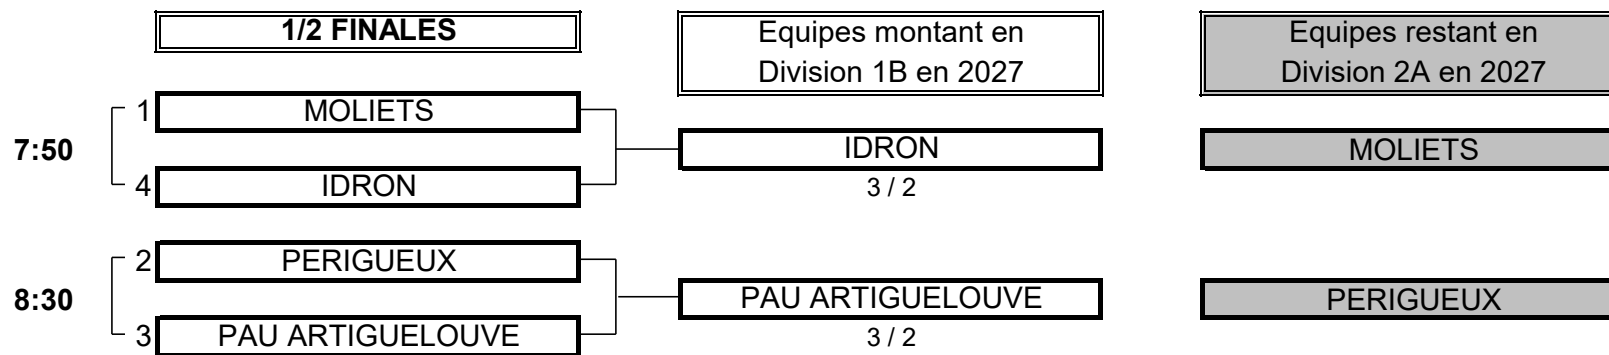 1/2 FINALES
Equipes montant en
Division 1B en 2027
Equipes restant en
Division 2A en 2027
1 MOLIETS
7:50 IDRON MOLIETS
4 IDRON 3 / 2
2 PERIGUEUX
8:30 PAU ARTIGUELOUVE PERIGUEUX
3 PAU ARTIGUELOUVE 3 / 2